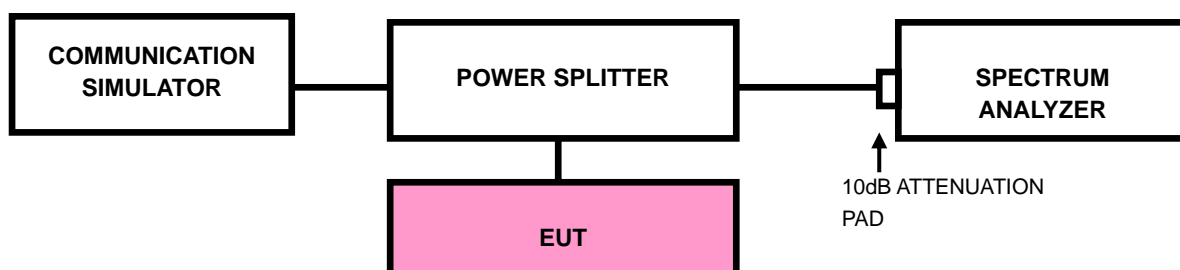 COMMUNICATION
SIMULATOR
POWER SPLITTER
SPECTRUM
ANALYZER
10dB ATTENUATION
PAD
EUT